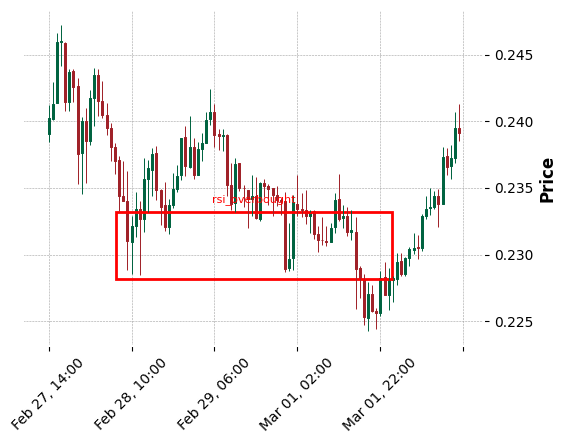 0.245
0.240
rsi_overbought
0.235
0.230
0.225
Price
Feb 27, 14:00
Feb 28, 10:00
Feb 29, 06:00
Mar 01, 02:00
Mar 01, 22:00